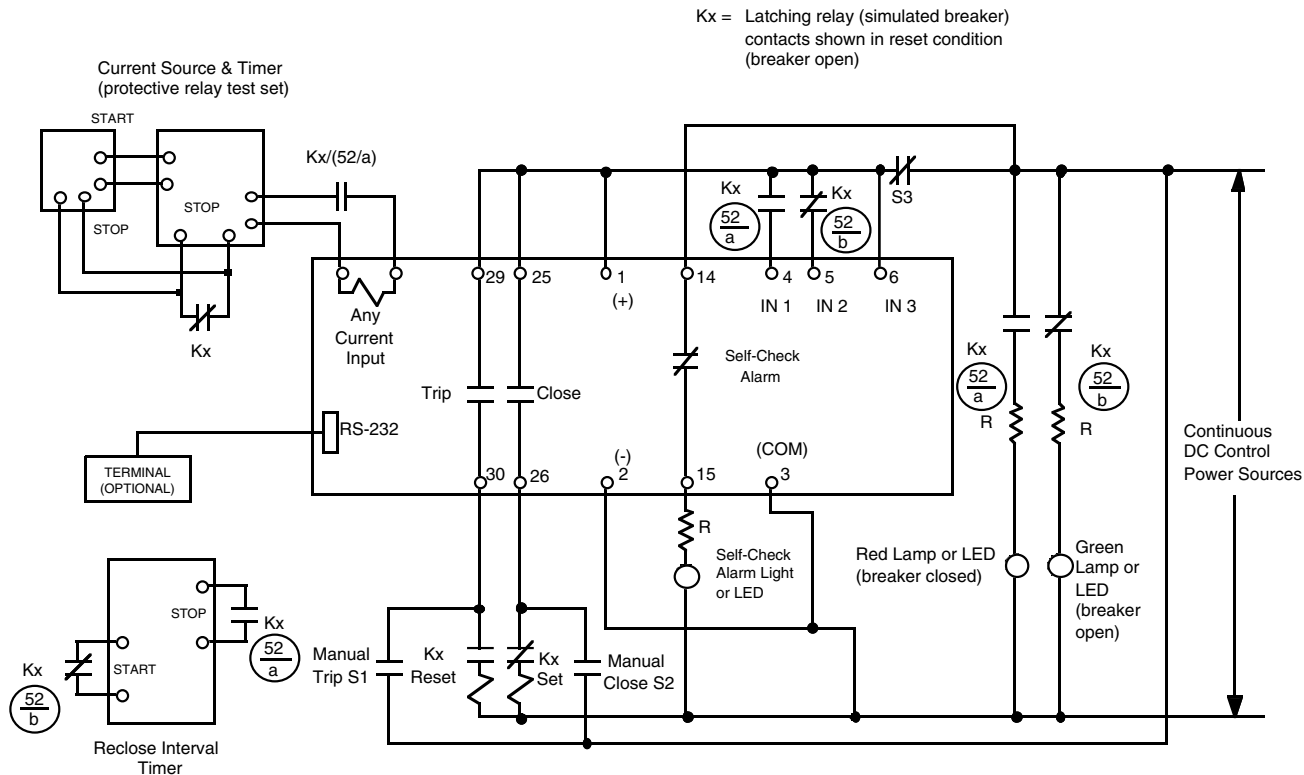 Kx = Latching relay (simulated breaker)
contacts shown in reset condition
(breaker open)
Current Source & Timer
(protective relay test set)
START
Kx/(52/a)
STOP
STOP
Kx
Kx
52
a
Kx
52
b
S3
29
25
1
(+)
14
4
5
6
IN 1
IN 2
IN 3
Any
Current
Input
Self-Check
Alarm
Trip
Close
RS-232
TERMINAL
(OPTIONAL)
30
26
(-)
2
15
(COM)
3
Kx
52
a
R
Kx
52
b
R
Continuous
DC Control
Power Sources
R
Self-Check
Alarm Light
or LED
Red Lamp or LED
(breaker closed)
Green
Lamp or
LED
(breaker
open)
STOP
Kx
52
a
START
Kx
52
b
Reclose Interval
Timer
Manual
Trip S1
Kx
Reset
Kx
Set
Manual
Close S2